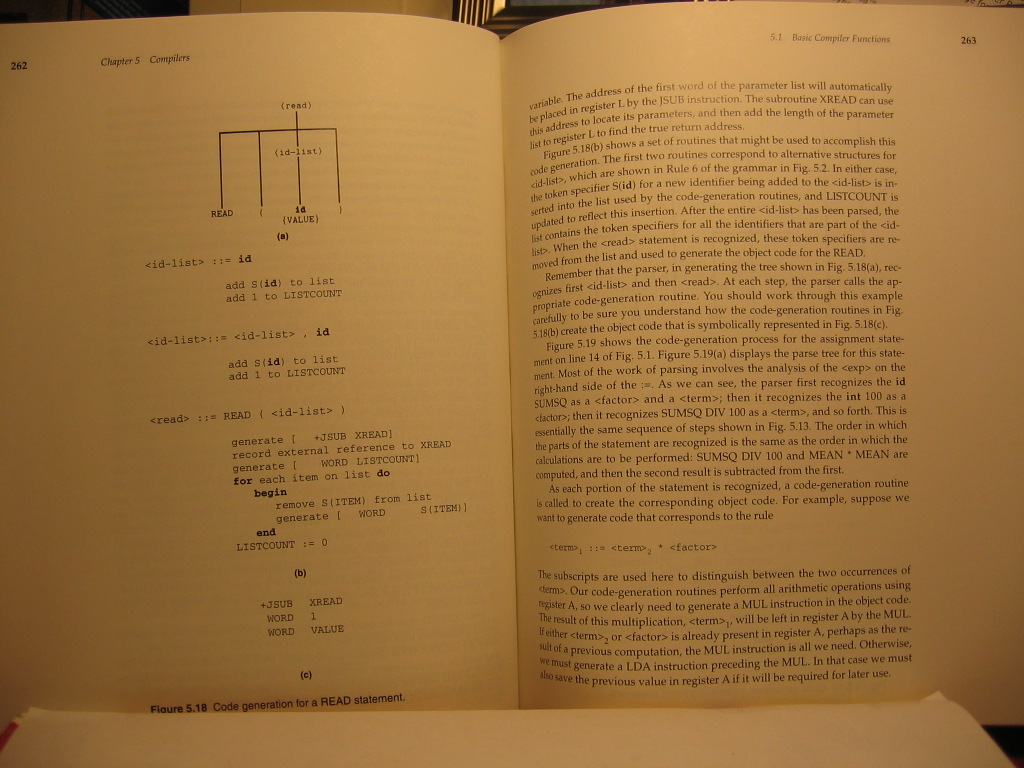 262
Chapter 5 Compilers
(read)
(id-list)
READ ( id )
{VALUE}
(a)
<id-list> ::= id
add S(id) to list
add 1 to LISTCOUNT
<id-list>::= <id-list> , id
add S(id) to list
add 1 to LISTCOUNT
<read> ::= READ ( <id-list> )
generate [ +JSUB XREAD]
record external reference to XREAD
generate [ WORD LISTCOUNT]
for each item on list do
begin
remove S(ITEM) from list
generate [ WORD S(ITEM)]
end
LISTCOUNT := 0
(b)
+JSUB XREAD
WORD 1
WORD VALUE
(c)
Figure 5.18 Code generation for a READ statement.
5.1 Basic Compiler Functions
263
variable. The address of the first word of the parameter list will automatically
be placed in register L by the JSUB instruction. The subroutine XREAD can use
this address to locate its parameters, and then add the length of the parameter
list to register L to find the true return address.
Figure 5.18(b) shows a set of routines that might be used to accomplish this
code generation. The first two routines correspond to alternative structures for
<id-list>, which are shown in Rule 6 of the grammar in Fig. 5.2. In either case,
the token specifier S(id) for a new identifier being added to the <id-list> is in-
serted into the list used by the code-generation routines, and LISTCOUNT is
updated to reflect this insertion. After the entire <id-list> has been parsed, the
list contains the token specifiers for all the identifiers that are part of the <id-
list>. When the <read> statement is recognized, these token specifiers are re-
moved from the list and used to generate the object code for the READ.
Remember that the parser, in generating the tree shown in Fig. 5.18(a), rec-
ognizes first <id-list> and then <read>. At each step, the parser calls the ap-
propriate code-generation routine. You should work through this example
carefully to be sure you understand how the code-generation routines in Fig.
5.18(b) create the object code that is symbolically represented in Fig. 5.18(c).
Figure 5.19 shows the code-generation process for the assignment state-
ment on line 14 of Fig. 5.1. Figure 5.19(a) displays the parse tree for this state-
ment. Most of the work of parsing involves the analysis of the <exp> on the
right-hand side of the :=. As we can see, the parser first recognizes the id
SUMSQ as a <factor> and a <term>; then it recognizes the int 100 as a
<factor>; then it recognizes SUMSQ DIV 100 as a <term>, and so forth. This is
essentially the same sequence of steps shown in Fig. 5.13. The order in which
the parts of the statement are recognized is the same as the order in which the
calculations are to be performed: SUMSQ DIV 100 and MEAN * MEAN are
computed, and then the second result is subtracted from the first.
As each portion of the statement is recognized, a code-generation routine
is called to create the corresponding object code. For example, suppose we
want to generate code that corresponds to the rule
<term>₁ ::= <term>₂ * <factor>
The subscripts are used here to distinguish between the two occurrences of
<term>. Our code-generation routines perform all arithmetic operations using
register A, so we clearly need to generate a MUL instruction in the object code.
The result of this multiplication, <term>₁, will be left in register A by the MUL.
If either <term>₂ or <factor> is already present in register A, perhaps as the re-
sult of a previous computation, the MUL instruction is all we need. Otherwise,
we must generate a LDA instruction preceding the MUL. In that case we must
also save the previous value in register A if it will be required for later use.